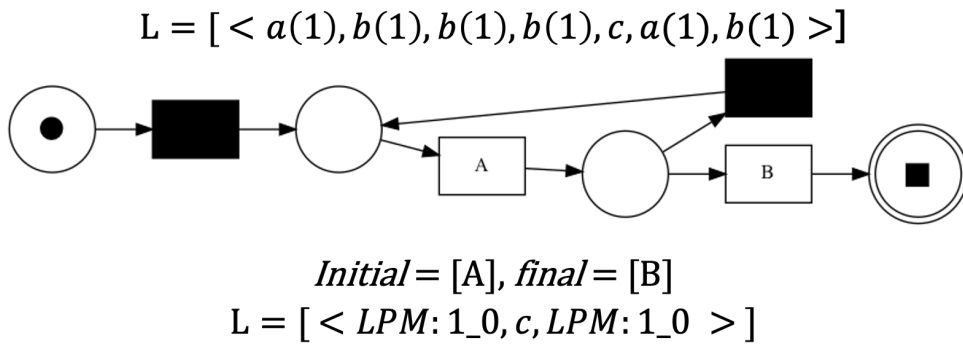 L = [ < a(1), b(1), b(1), b(1), c, a(1), b(1) >]
A
B
Initial = [A], final = [B]
L = [ < LPM: 1_0, c, LPM: 1_0 > ]